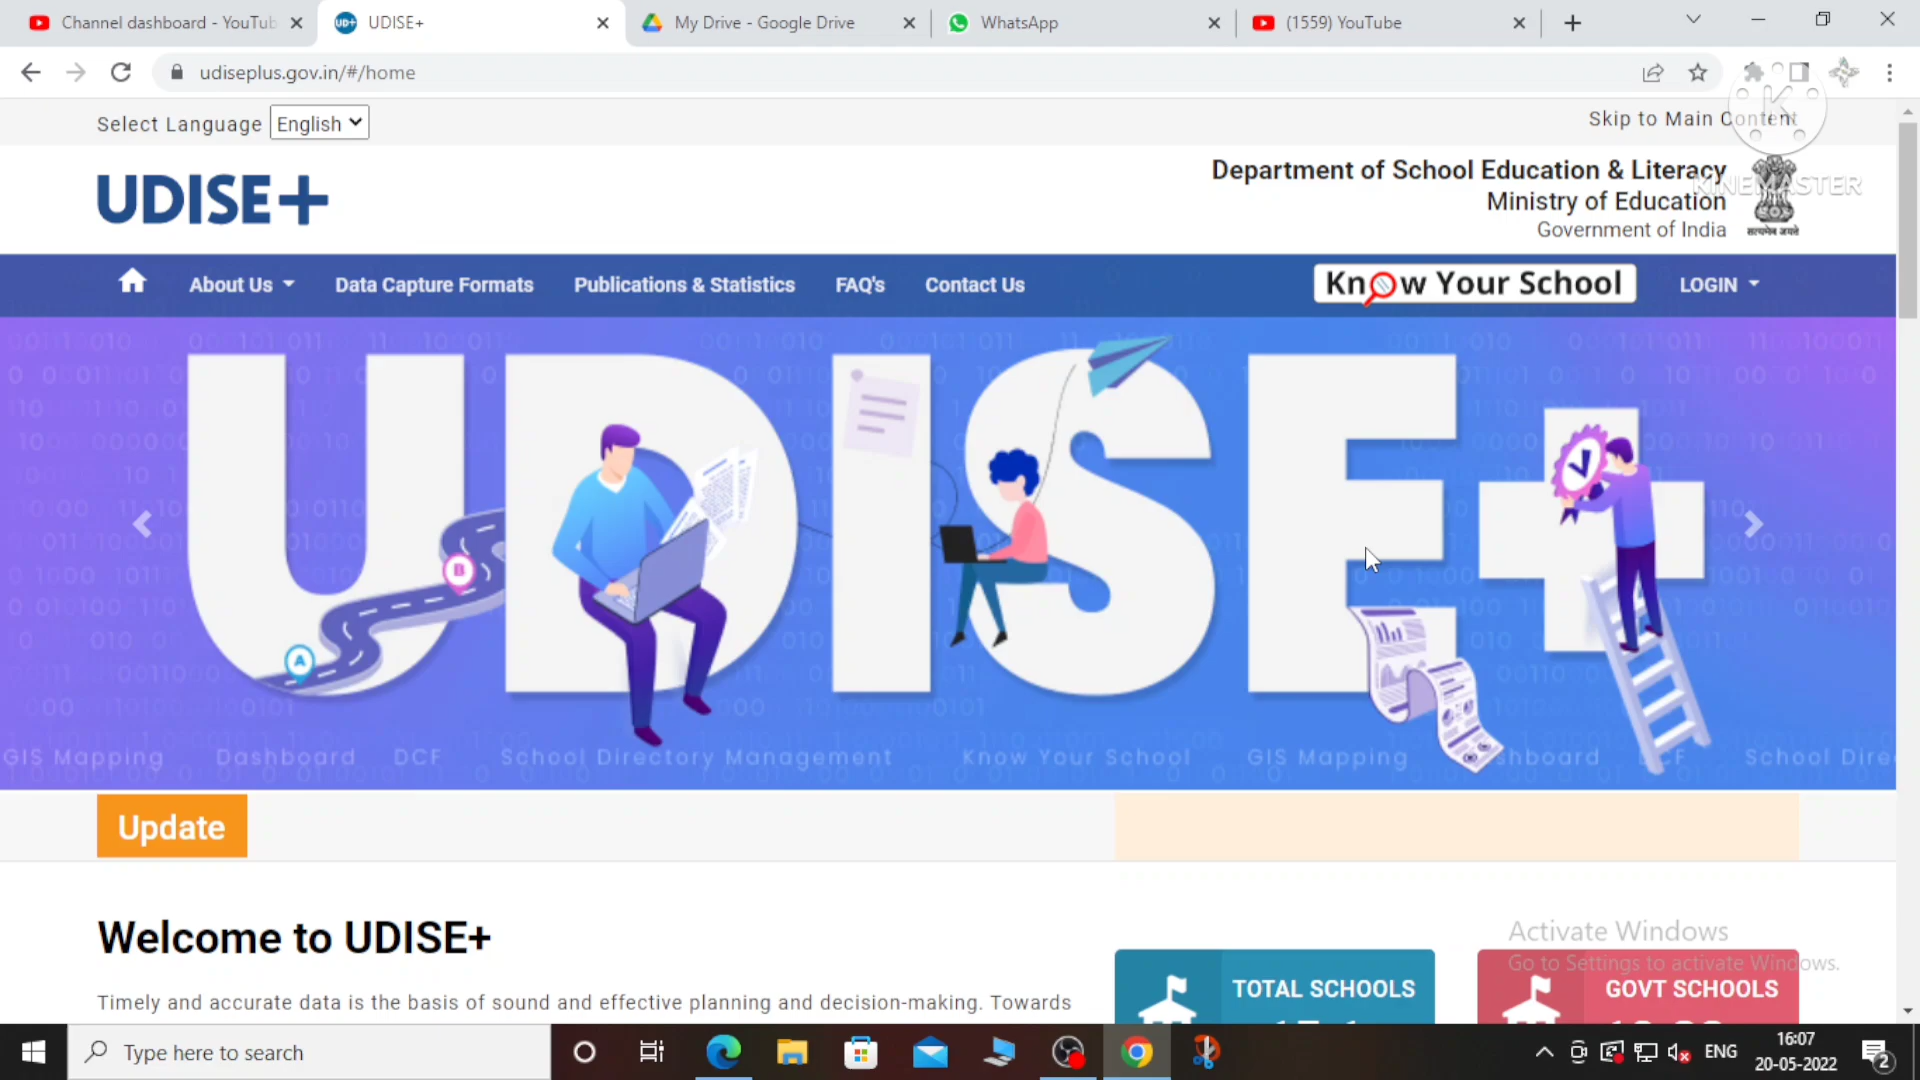 Channel dashboard - YouTub
UDISE+
My Drive - Google Drive
WhatsApp
(1559) YouTube
udiseplus.gov.in/#/home
Select Language English
Skip to Main Content
UDISE+
Department of School Education & Literacy
Ministry of Education
Government of India
सत्यमेव जयते
KINEMASTER
About Us
Data Capture Formats
Publications & Statistics
FAQ's
Contact Us
Know Your School
LOGIN
UDISE+
A
B
GIS Mapping Dashboard DCF School Directory Management Know Your School GIS Mapping
School Dire
Update
Welcome to UDISE+
Timely and accurate data is the basis of sound and effective planning and decision-making. Towards
TOTAL SCHOOLS
GOVT SCHOOLS
Activate Windows
Go to Settings to activate Windows.
Type here to search
ENG
16:07
20-05-2022
2